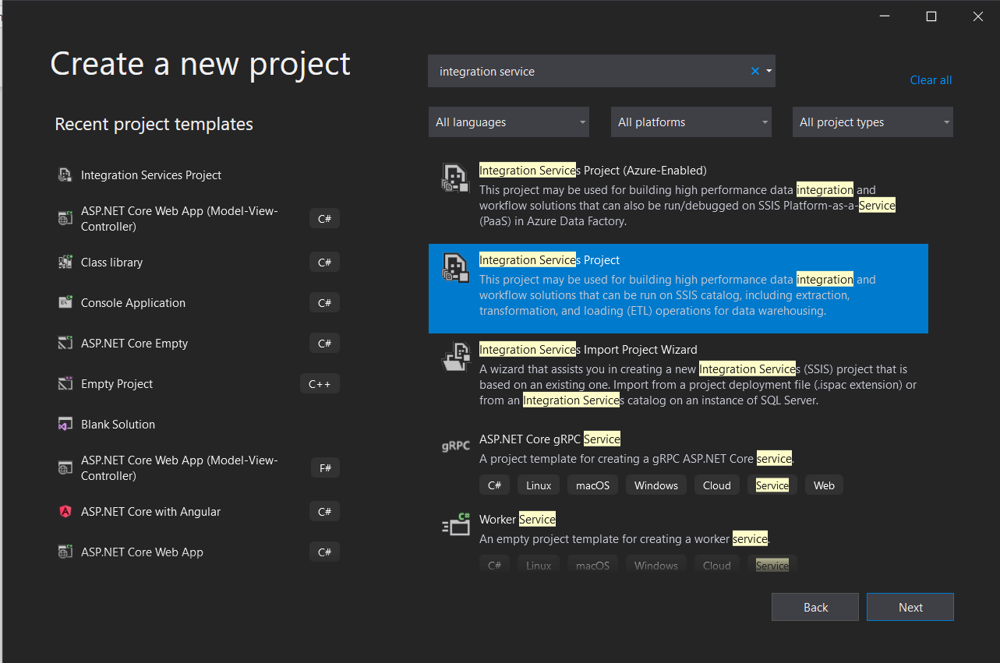 Create a new project
integration service
Clear all
Recent project templates
All languages
All platforms
All project types
Integration Services Project
ASP.NET Core Web App (Model-View-
Controller)
C#
Class library
C#
Console Application
C#
ASP.NET Core Empty
C#
Empty Project
C++
Blank Solution
ASP.NET Core Web App (Model-View-
Controller)
F#
ASP.NET Core with Angular
C#
ASP.NET Core Web App
C#
Integration Services Project (Azure-Enabled)
This project may be used for building high performance data integration and
workflow solutions that can also be run/debugged on SSIS Platform-as-a-Service
(PaaS) in Azure Data Factory.
Integration Services Project
This project may be used for building high performance data integration and
workflow solutions that can be run on SSIS catalog, including extraction,
transformation, and loading (ETL) operations for data warehousing.
Integration Services Import Project Wizard
A wizard that assists you in creating a new Integration Services (SSIS) project that is
based on an existing one. Import from a project deployment file (.ispac extension) or
from an Integration Services catalog on an instance of SQL Server.
gRPC
ASP.NET Core gRPC Service
A project template for creating a gRPC ASP.NET Core service.
C# Linux macOS Windows Cloud Service Web
C#
Worker Service
An empty project template for creating a worker service.
C# Linux macOS Windows Cloud Service
Back
Next